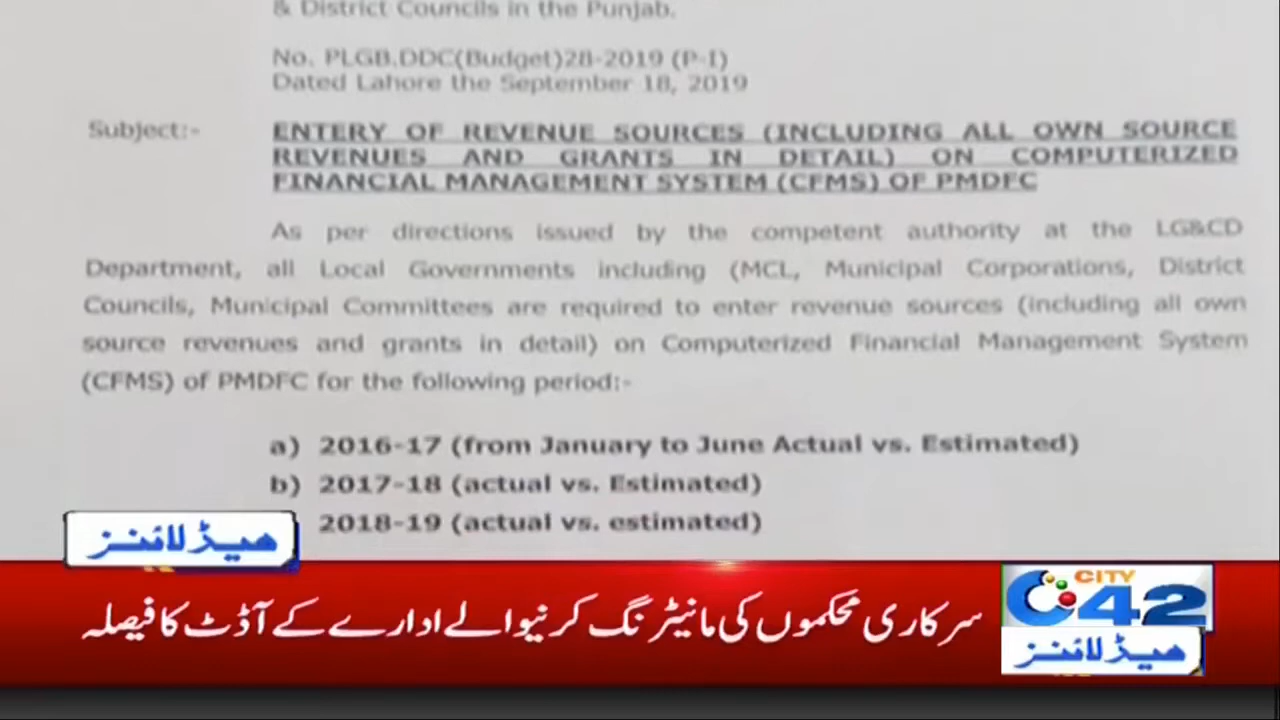 & District Councils in the Punjab.
No. PLGB.DDC(Budget)28-2019 (P-I)
Dated Lahore the September 18, 2019
Subject:- ENTERY OF REVENUE SOURCES (INCLUDING ALL OWN SOURCE
REVENUES AND GRANTS IN DETAIL) ON COMPUTERIZED
FINANCIAL MANAGEMENT SYSTEM (CFMS) OF PMDFC
As per directions issued by the competent authority at the LG&CD
Department, all Local Governments including (MCL, Municipal Corporations, District
Councils, Municipal Committees are required to enter revenue sources (including all own
source revenues and grants in detail) on Computerized Financial Management System
(CFMS) of PMDFC for the following period:-
a) 2016-17 (from January to June Actual vs. Estimated)
b) 2017-18 (actual vs. Estimated)
2018-19 (actual vs. estimated)
ہیڈلائنز
سرکاری محکموں کی مانیٹرنگ کرنیوالے ادارے کے آڈٹ کا فیصلہ
CITY
42
ہیڈلائنز